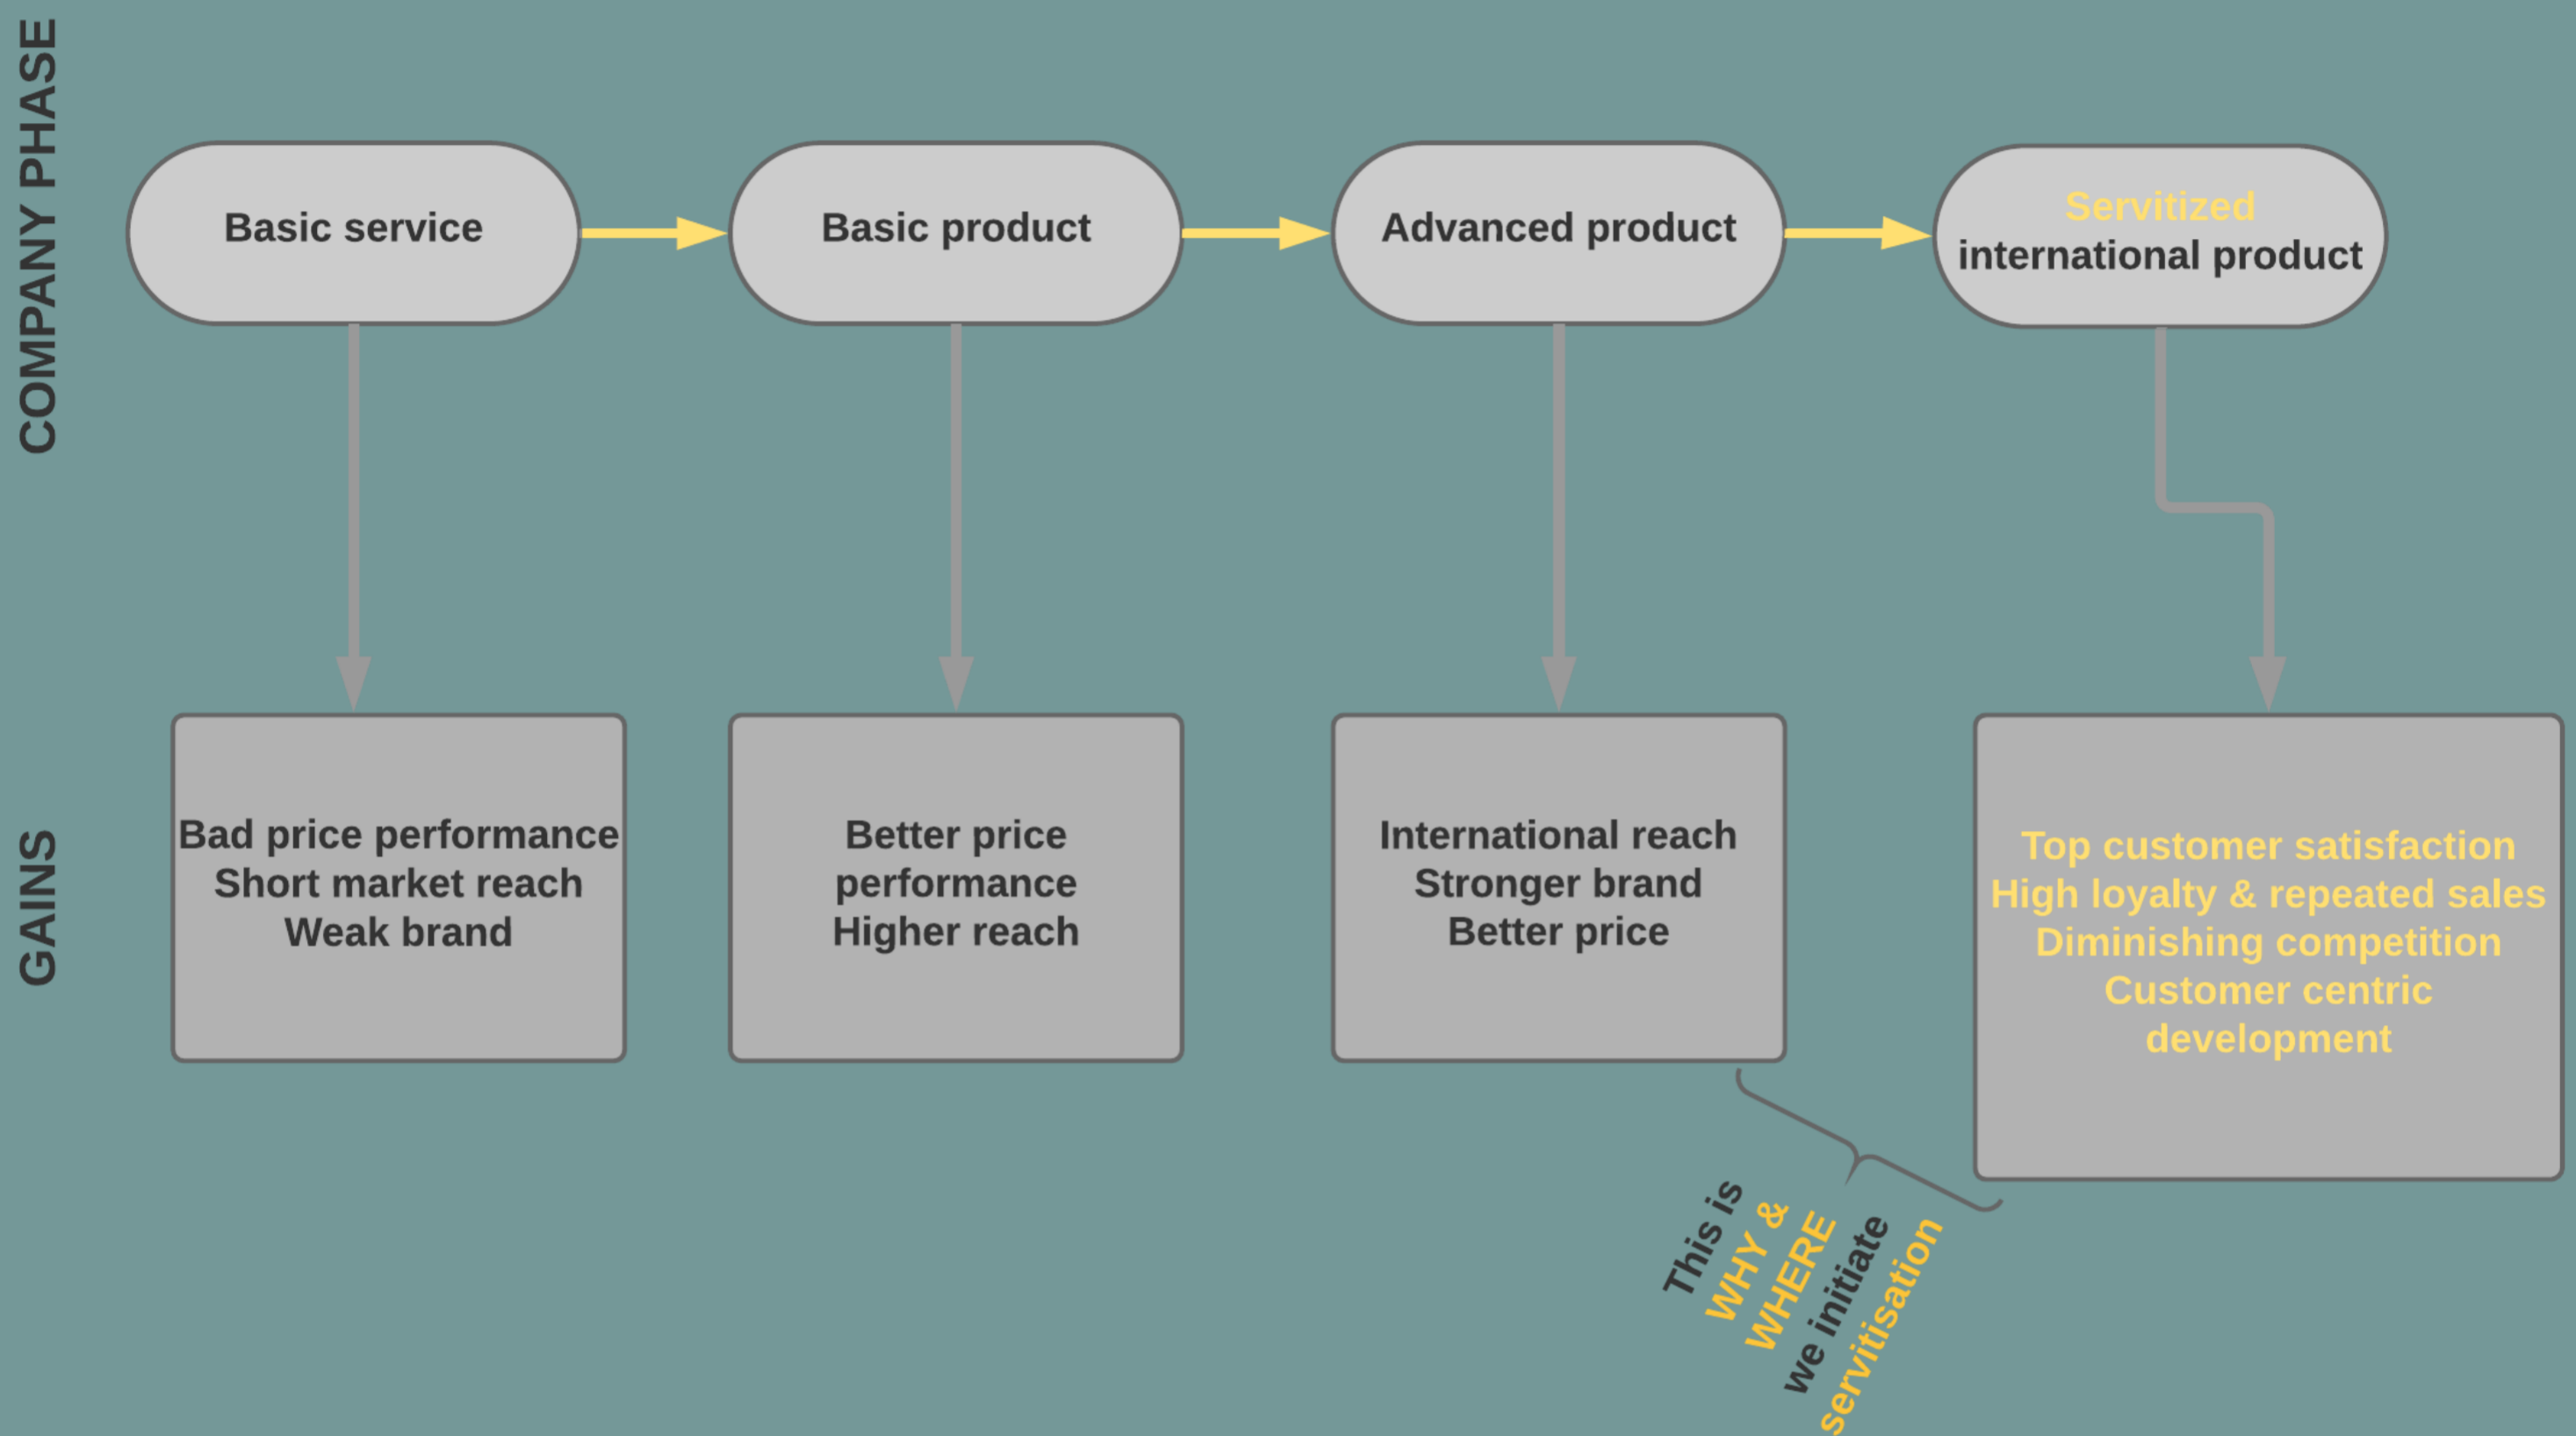 COMPANY PHASE
Basic service
Basic product
Advanced product
Servitized
international product
GAINS
Bad price performance
Short market reach
Weak brand
Better price
performance
Higher reach
International reach
Stronger brand
Better price
Top customer satisfaction
High loyalty & repeated sales
Diminishing competition
Customer centric
development
This is
WHY &
WHERE
we initiate
servitisation